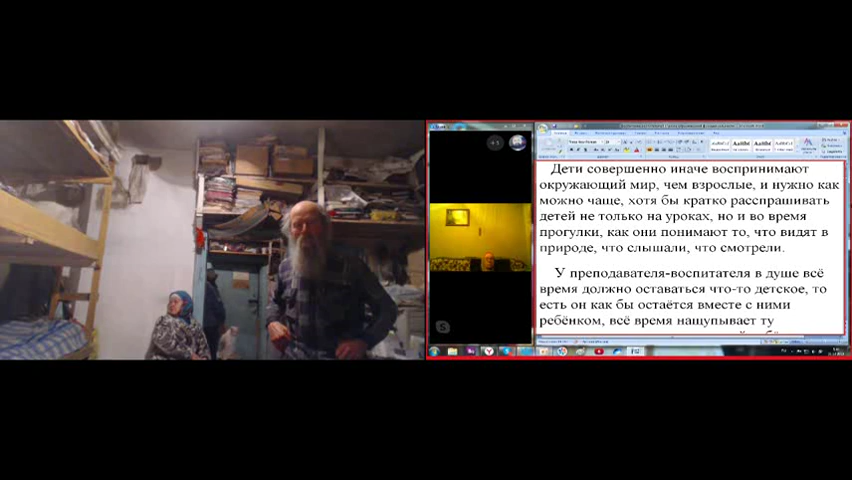 Дети совершенно иначе воспринимают
окружающий мир, чем взрослые, и нужно как
можно чаще, хотя бы кратко расспрашивать
детей не только на уроках, но и во время
прогулки, как они понимают то, что видят в
природе, что слышали, что смотрели.
У преподавателя-воспитателя в душе всё
время должно оставаться что-то детское, то
есть он как бы остаётся вместе с ними
ребёнком, всё время нащупывает ту